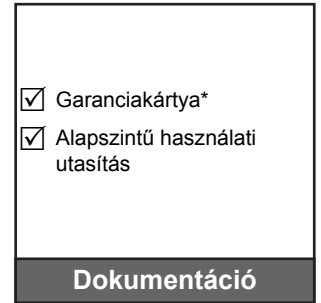 ☑ Garanciakártya*
☑ Alapszintű használati
utasítás
Dokumentáció